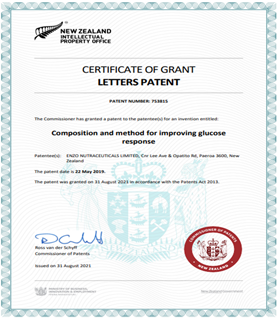 NEW ZEALAND
INTELLECTUAL
PROPERTY OFFICE
CERTIFICATE OF GRANT
LETTERS PATENT
PATENT NUMBER: 753815
The Commissioner has granted a patent to the patentee(s) for an invention entitled:
Composition and method for improving glucose
response
Patentee(s): ENZO NUTRACEUTICALS LIMITED, Cnr Lee Ave & Opatito Rd, Paeroa 3600, New
Zealand
The patent date is 22 May 2019.
The patent was granted on 31 August 2021 in accordance with the Patents Act 2013.
Ross van der Schyff
Commissioner of Patents
Issued on 31 August 2021
COMMISSIONER OF PATENTS
NEW ZEALAND
MINISTRY OF BUSINESS,
INNOVATION & EMPLOYMENT
New Zealand Government